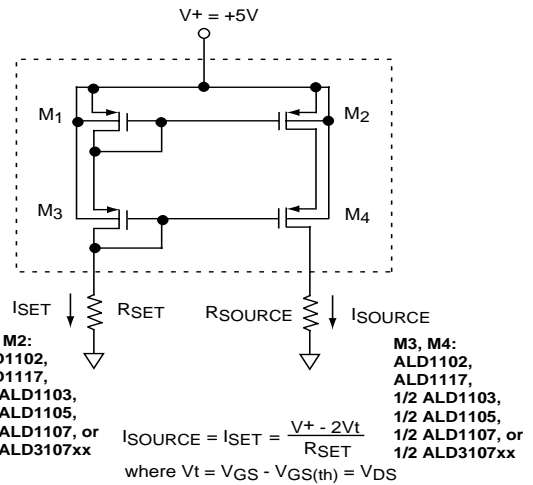 V+ = +5V
M1
M2
M3
M4
ISET
RSET
RSOURCE
ISOURCE
M2:
ALD1103,
ALD1105,
ALD1107, or
ALD3107xx
M3, M4:
ALD1102,
ALD1117,
1/2 ALD1103,
1/2 ALD1105,
1/2 ALD1107, or
1/2 ALD3107xx
ISOURCE = ISET = V+ - 2Vt / RSET
where Vt = VGS - VGS(th) = VDS